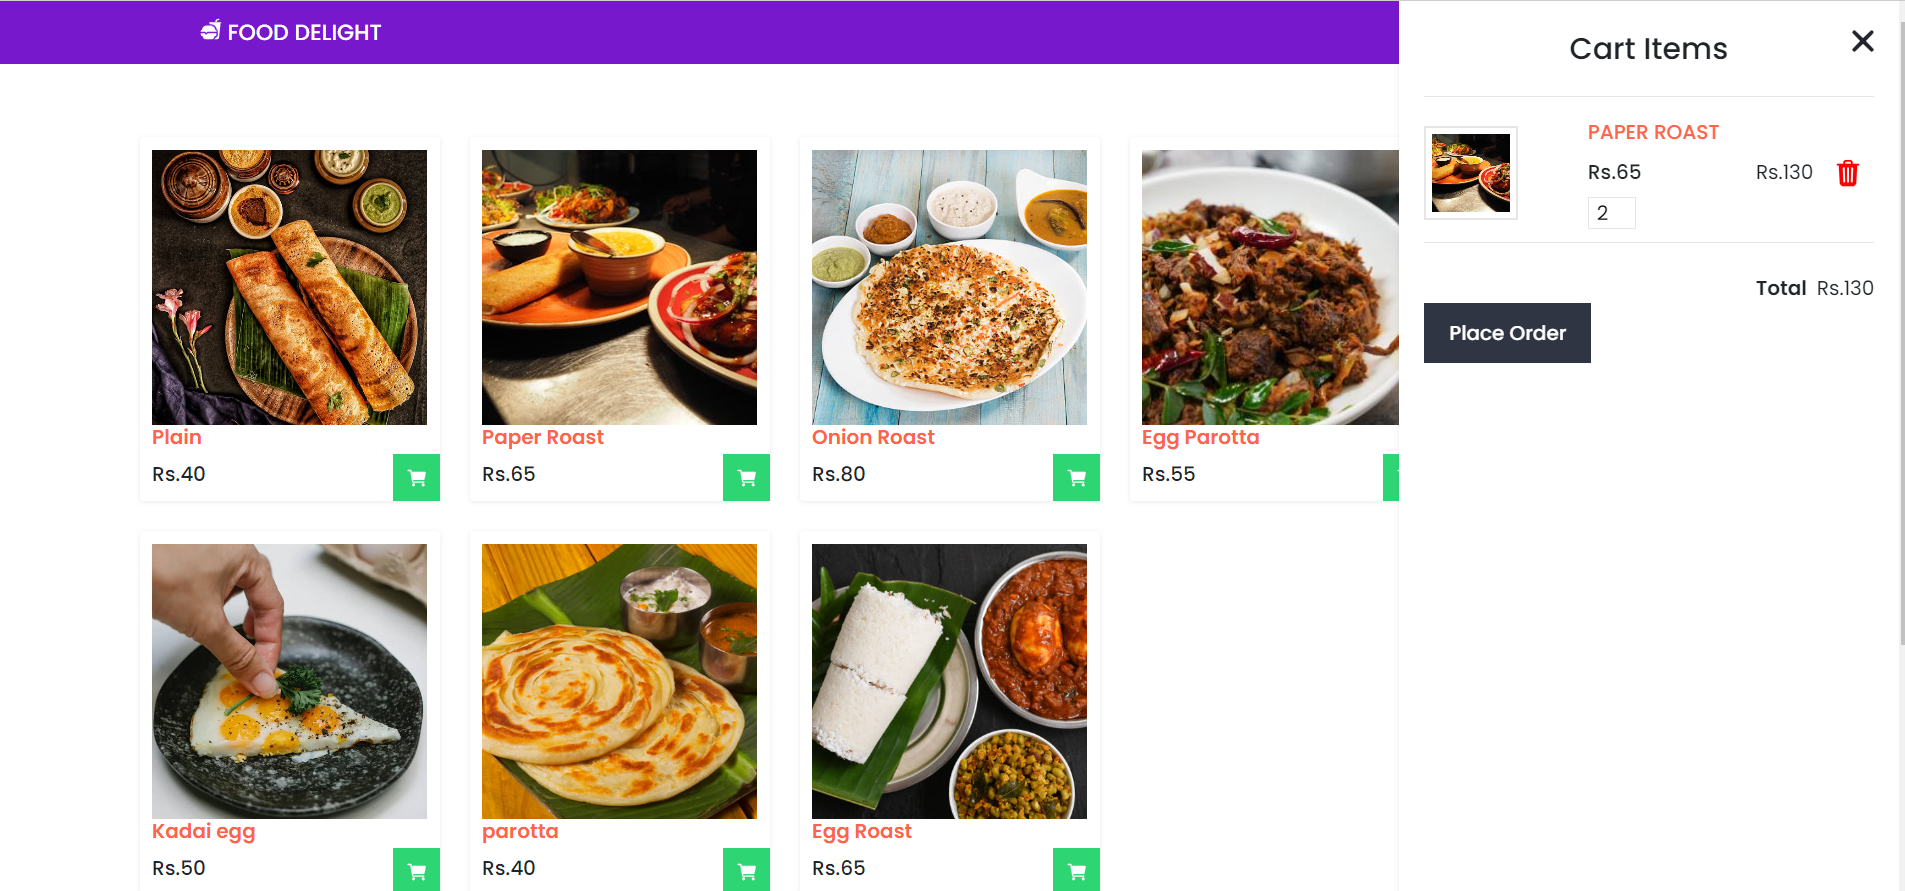 FOOD DELIGHT
Plain
Rs.40
Paper Roast
Rs.65
Onion Roast
Rs.80
Egg Parotta
Rs.55
Kadai egg
Rs.50
parotta
Rs.40
Egg Roast
Rs.65
Cart Items
PAPER ROAST
Rs.65 Rs.130
2
Total Rs.130
Place Order